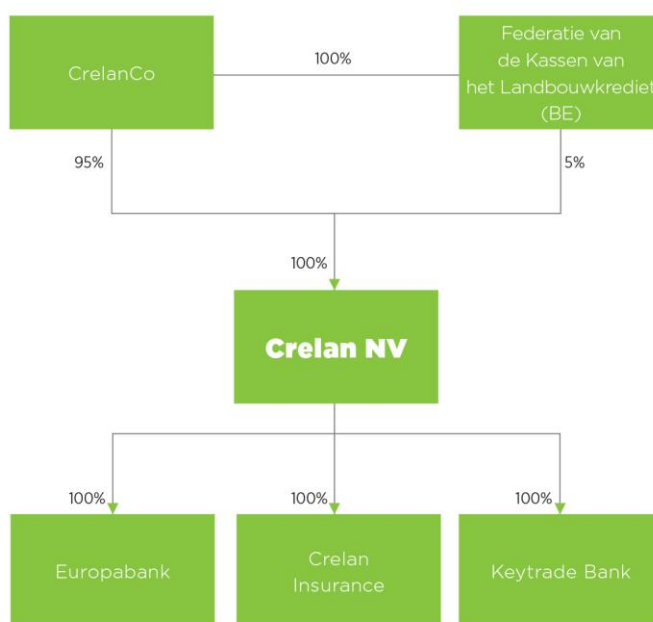 CrelanCo
100%
Federatie van
de Kassen van
het Landbouwkrediet
(BE)
95%
5%
100%
Crelan NV
100%
100%
100%
Europabank
Crelan
Insurance
Keytrade Bank